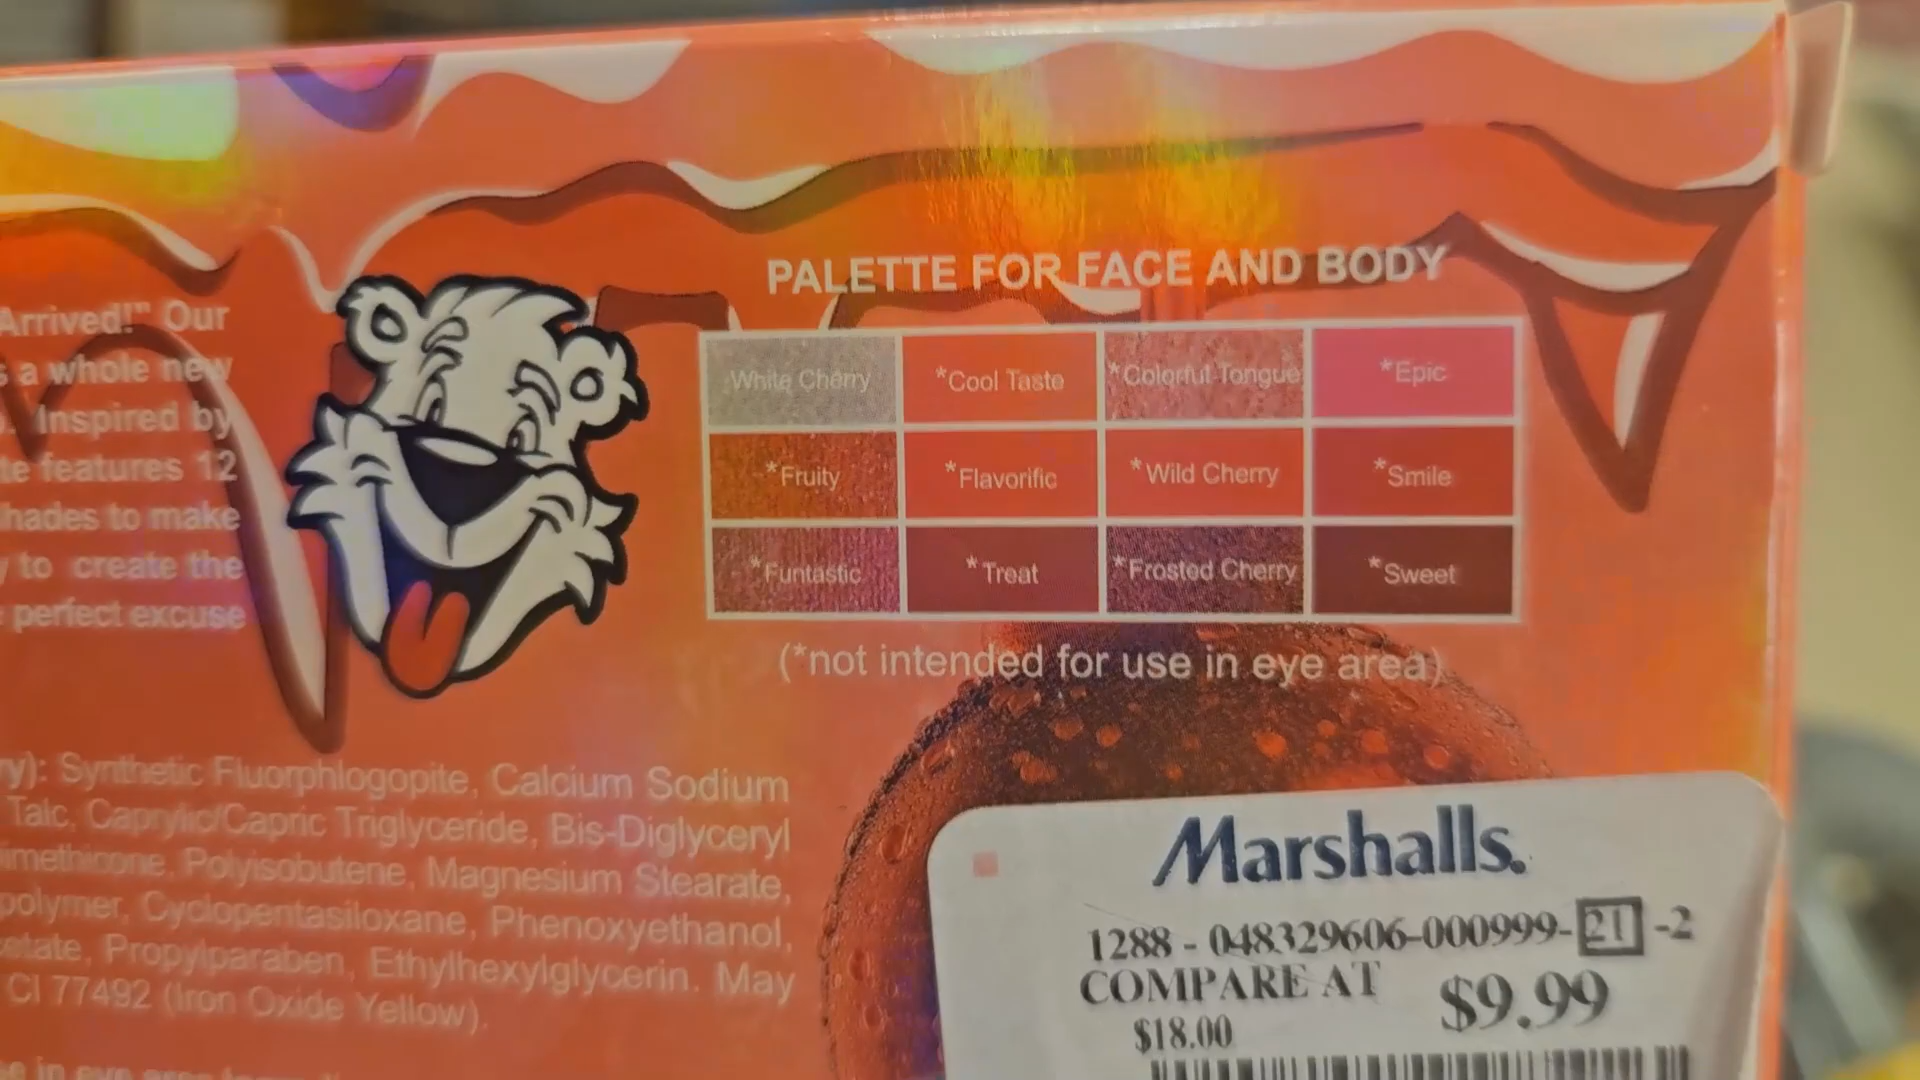 PALETTE FOR FACE AND BODY
White Cherry *Cool Taste *Colorful Tongue *Epic
*Fruity *Flavorific *Wild Cherry *Smile
*Funtastic *Treat *Frosted Cherry *Sweet
(*not intended for use in eye area)
Arrived!" Our
a whole new
Inspired by
features 12
hades to make
to create the
perfect excuse
ry): Synthetic Fluorphlogopite, Calcium Sodium
Talc, Caprylic/Capric Triglyceride, Bis-Diglyceryl
imethicone, Polyisobutene, Magnesium Stearate,
polymer, Cyclopentasiloxane, Phenoxyethanol,
Propylparaben, Ethylhexylglycerin. May
CI 77492 (Iron Oxide Yellow).
Marshalls.
1288 - 048329606-000999-21 -2
COMPARE AT $9.99
$18.00